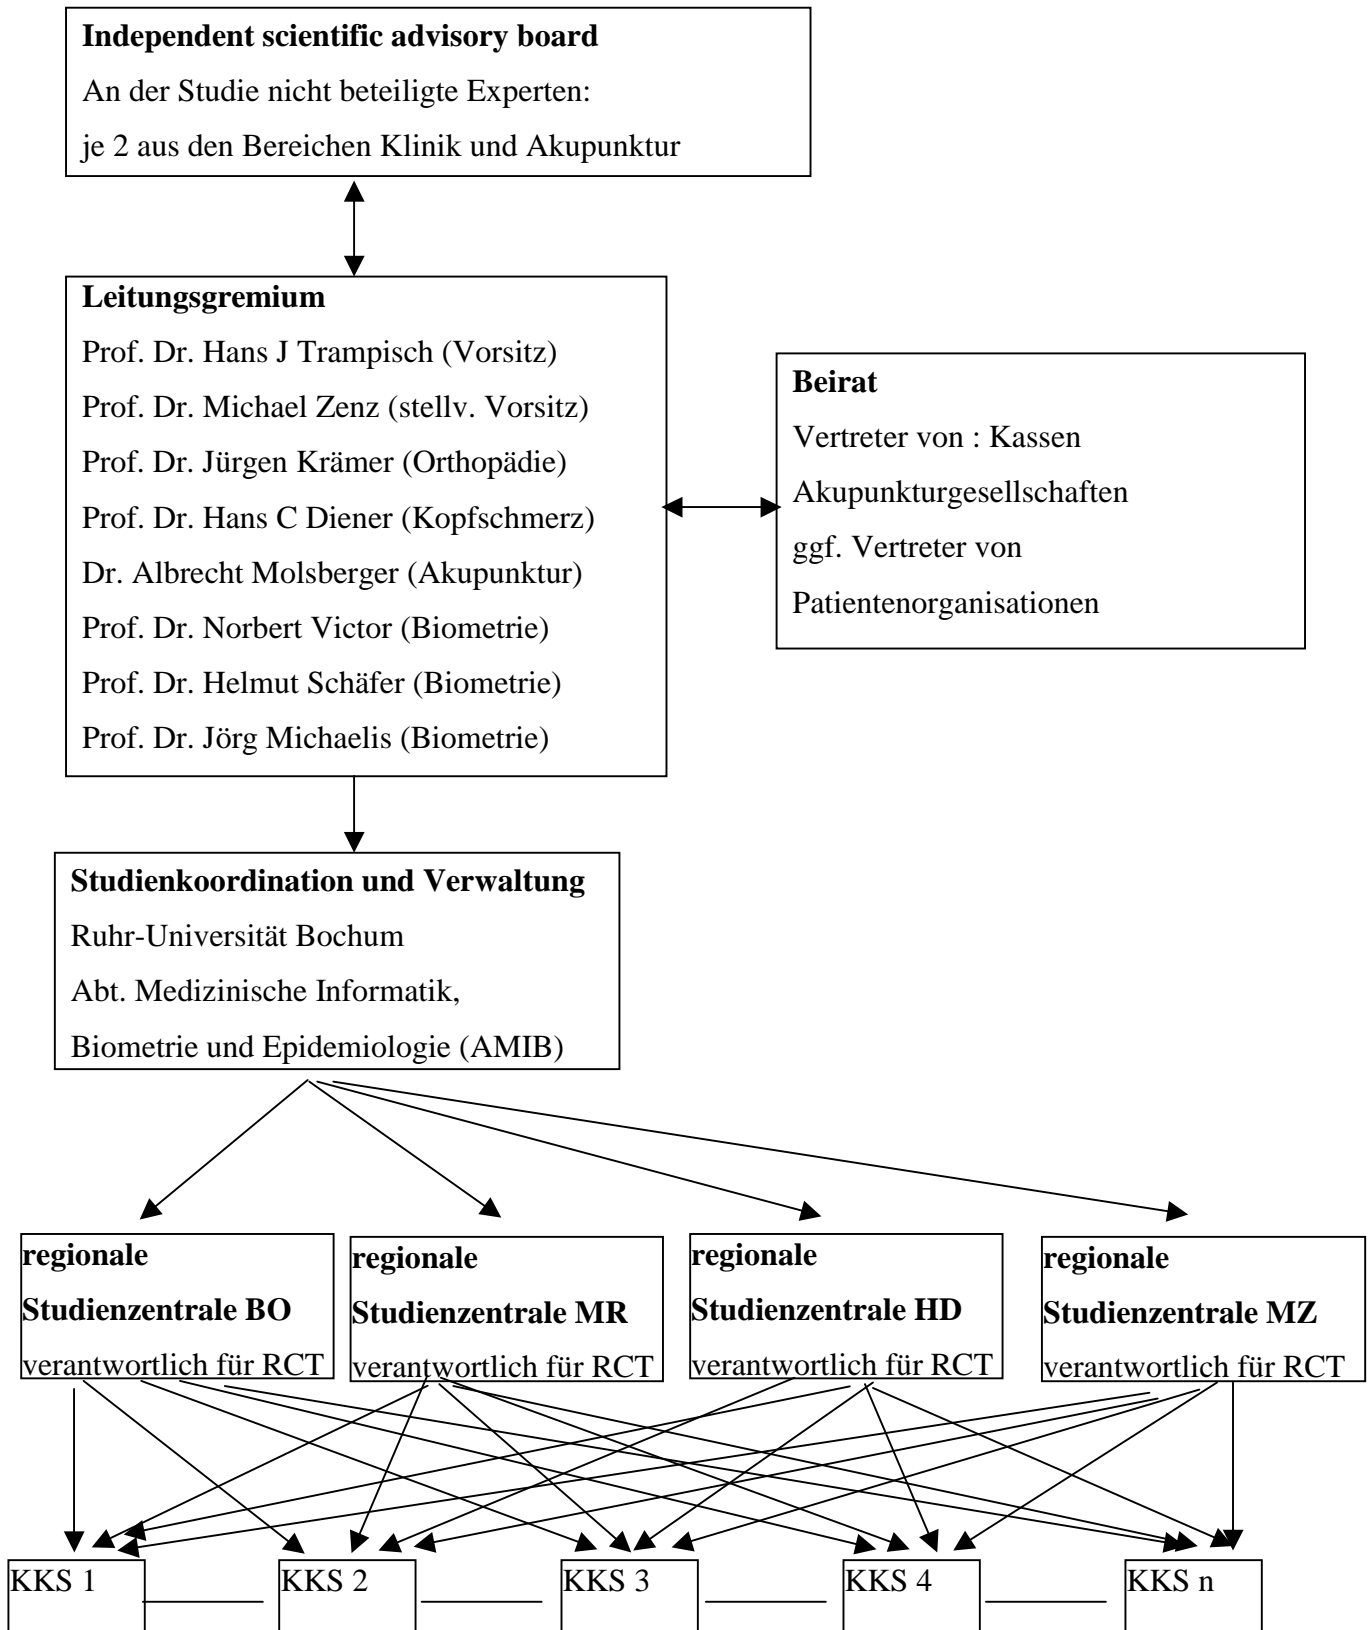 Independent scientific advisory board
An der Studie nicht beteiligte Experten:
je 2 aus den Bereichen Klinik und Akupunktur
Leitungsgremium
Prof. Dr. Hans J Trampisch (Vorsitz)
Prof. Dr. Michael Zenz (stellv. Vorsitz)
Prof. Dr. Jürgen Krämer (Orthopädie)
Prof. Dr. Hans C Diener (Kopfschmerz)
Dr. Albrecht Molsberger (Akupunktur)
Prof. Dr. Norbert Victor (Biometrie)
Prof. Dr. Helmut Schäfer (Biometrie)
Prof. Dr. Jörg Michaelis (Biometrie)
Beirat
Vertreter von : Kassen
Akupunkturgesellschaften
ggf. Vertreter von
Patientenorganisationen
Studienkoordination und Verwaltung
Ruhr-Universität Bochum
Abt. Medizinische Informatik,
Biometrie und Epidemiologie (AMIB)
regionale
Studienzentrale BO
verantwortlich für RCT
regionale
Studienzentrale MR
verantwortlich für RCT
regionale
Studienzentrale HD
verantwortlich für RCT
regionale
Studienzentrale MZ
verantwortlich für RCT
KKS 1
KKS 2
KKS 3
KKS 4
KKS n